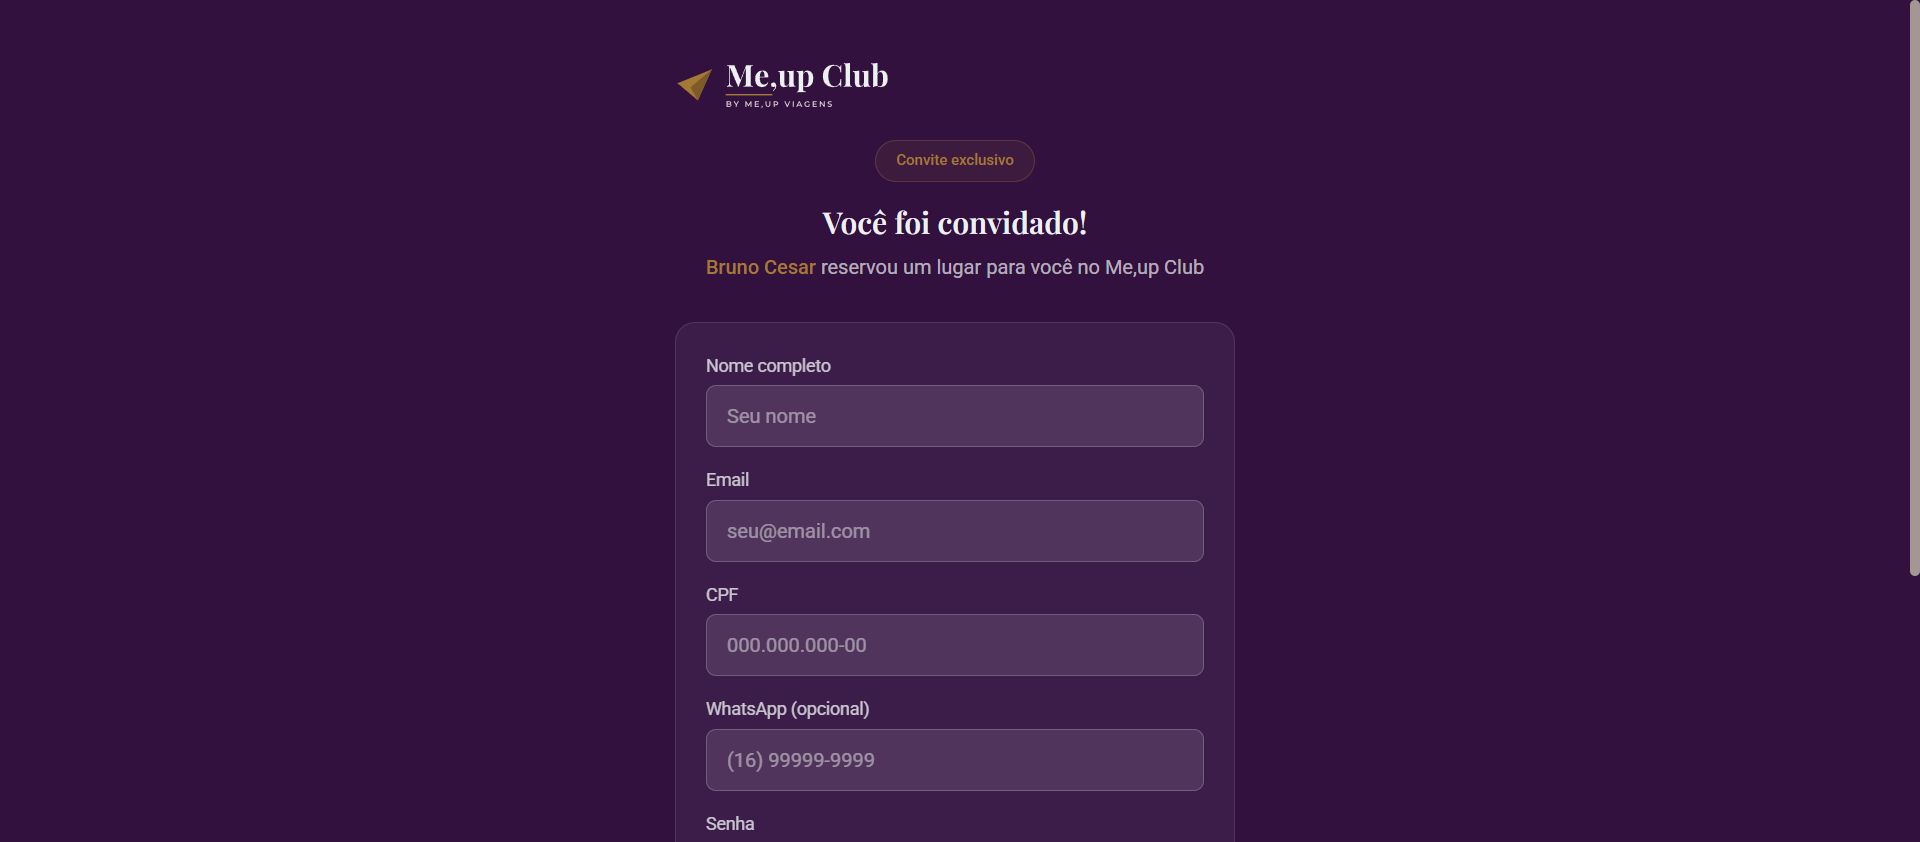 Me,up Club
BY ME,UP VIAGENS
Convite exclusivo
Você foi convidado!
Bruno Cesar reservou um lugar para você no Me,up Club
Nome completo
Seu nome
Email
seu@email.com
CPF
000.000.000-00
WhatsApp (opcional)
(16) 99999-9999
Senha